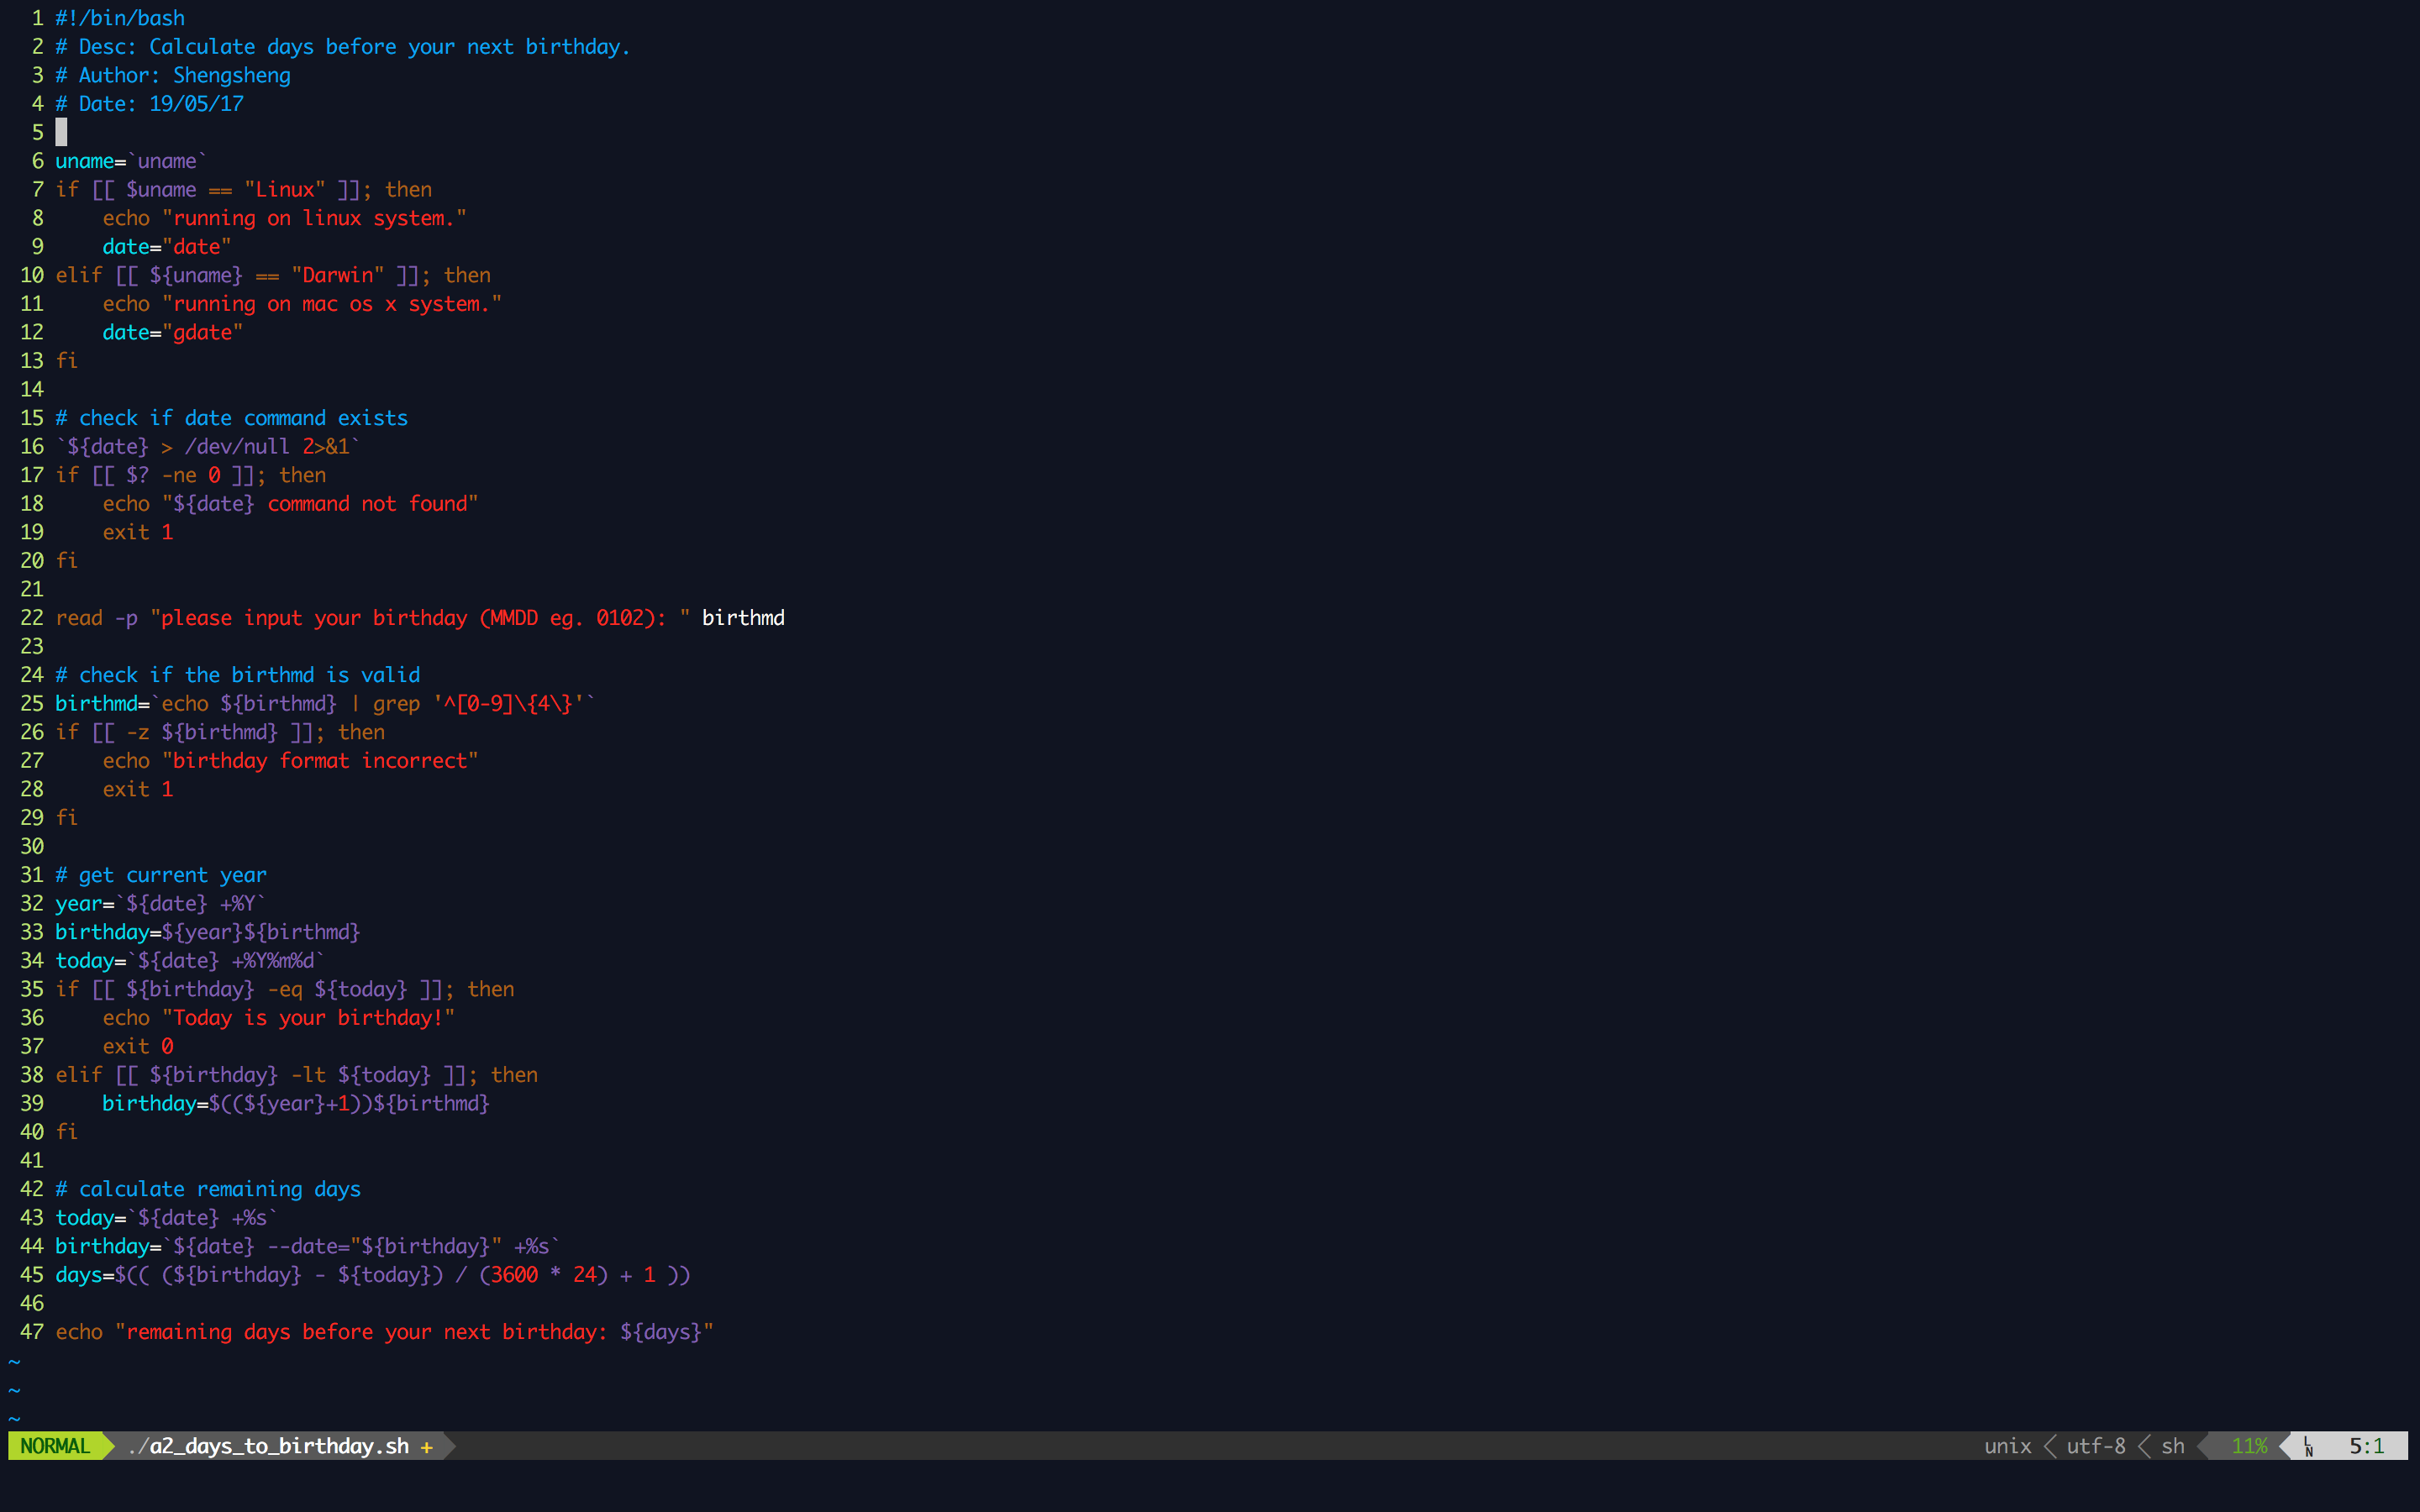 1 #!/bin/bash
2 # Desc: Calculate days before your next birthday.
3 # Author: Shengsheng
4 # Date: 19/05/17
5
6 uname=`uname`
7 if [[ $uname == "Linux" ]]; then
8     echo "running on linux system."
9     date="date"
10 elif [[ ${uname} == "Darwin" ]]; then
11     echo "running on mac os x system."
12     date="gdate"
13 fi
14
15 # check if date command exists
16 `${date} > /dev/null 2>&1`
17 if [[ $? -ne 0 ]]; then
18     echo "${date} command not found"
19     exit 1
20 fi
21
22 read -p "please input your birthday (MMDD eg. 0102): " birthmd
23
24 # check if the birthmd is valid
25 birthmd=`echo ${birthmd} | grep '^[0-9]\{4\}'`
26 if [[ -z ${birthmd} ]]; then
27     echo "birthday format incorrect"
28     exit 1
29 fi
30
31 # get current year
32 year=`${date} +%Y`
33 birthday=${year}${birthmd}
34 today=`${date} +%Y%m%d`
35 if [[ ${birthday} -eq ${today} ]]; then
36     echo "Today is your birthday!"
37     exit 0
38 elif [[ ${birthday} -lt ${today} ]]; then
39     birthday=$((${year}+1))${birthmd}
40 fi
41
42 # calculate remaining days
43 today=`${date} +%s`
44 birthday=`${date} --date="${birthday}" +%s`
45 days=$(( (${birthday} - ${today}) / (3600 * 24) + 1 ))
46
47 echo "remaining days before your next birthday: ${days}"
~
~
~
NORMAL ./a2_days_to_birthday.sh + unix < utf-8 < sh 11% LN 5:1